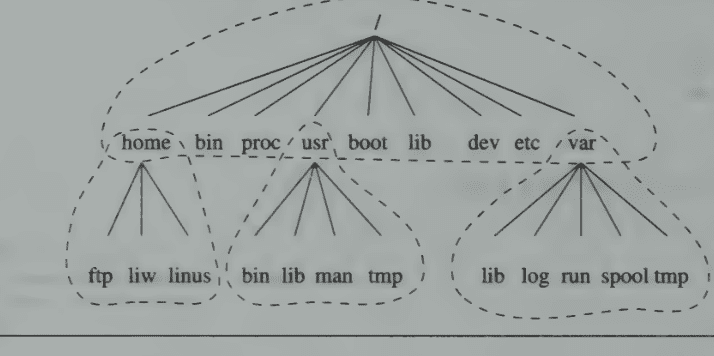 /
home bin proc usr boot lib dev etc var
ftp liw linus bin lib man tmp lib log run spool tmp